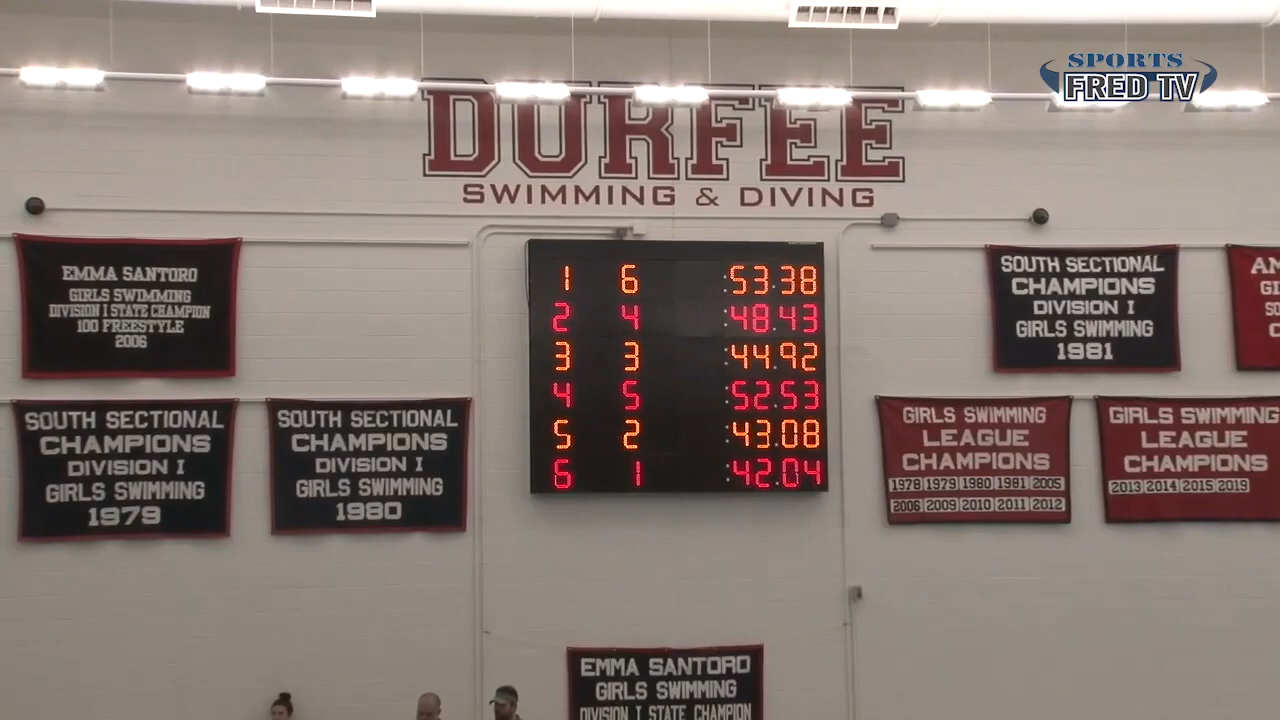 SPORTS
FRED TV
DURFEE
SWIMMING & DIVING
EMMA SANTORO
GIRLS SWIMMING
DIVISION I STATE CHAMPION
100 FREESTYLE
2006
SOUTH SECTIONAL
CHAMPIONS
DIVISION I
GIRLS SWIMMING
1979
SOUTH SECTIONAL
CHAMPIONS
DIVISION I
GIRLS SWIMMING
1980
1 6 :53.38
2 4 :48.43
3 3 :44.92
4 5 :52.53
5 2 :43.08
6 1 :42.04
SOUTH SECTIONAL
CHAMPIONS
DIVISION I
GIRLS SWIMMING
1981
GIRLS SWIMMING
LEAGUE
CHAMPIONS
1978 1979 1980 1981 2005
2006 2009 2010 2011 2012
GIRLS SWIMMING
LEAGUE
CHAMPIONS
2013 2014 2015 2019
EMMA SANTORO
GIRLS SWIMMING
DIVISION I STATE CHAMPION